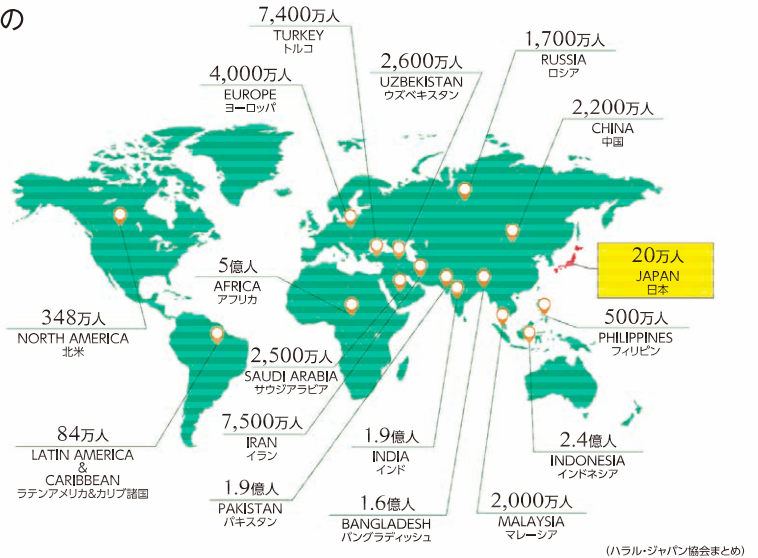 の
7,400万人
TURKEY
トルコ
1,700万人
RUSSIA
ロシア
2,600万人
UZBEKISTAN
ウズベキスタン
4,000万人
EUROPE
ヨーロッパ
2,200万人
CHINA
中国
20万人
JAPAN
日本
5億人
AFRICA
アフリカ
348万人
NORTH AMERICA
北米
500万人
PHILIPPINES
フィリピン
2,500万人
SAUDI ARABIA
サウジアラビア
84万人
LATIN AMERICA
&
CARIBBEAN
ラテンアメリカ&カリブ諸国
7,500万人
IRAN
イラン
1.9億人
INDIA
インド
2.4億人
INDONESIA
インドネシア
1.9億人
PAKISTAN
パキスタン
1.6億人
BANGLADESH
バングラディッシュ
2,000万人
MALAYSIA
マレーシア
(ハラル・ジャパン協会まとめ)